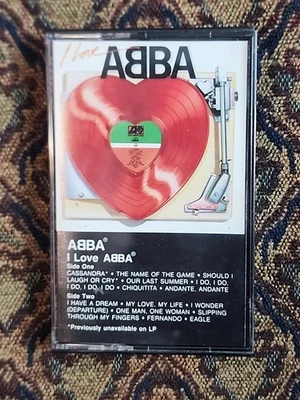 I Love
ABBA
ABBA®
I Love ABBA®
Side One
CASSANDRA* • THE NAME OF THE GAME • SHOULD I
LAUGH OR CRY* • OUR LAST SUMMER • I DO, I DO,
I DO, I DO, I DO • CHIQUITITA • ANDANTE, ANDANTE
Side Two
I HAVE A DREAM • MY LOVE, MY LIFE • I WONDER
(DEPARTURE) • ONE MAN, ONE WOMAN • SLIPPING
THROUGH MY FINGERS • FERNANDO • EAGLE
*Previously unavailable on LP